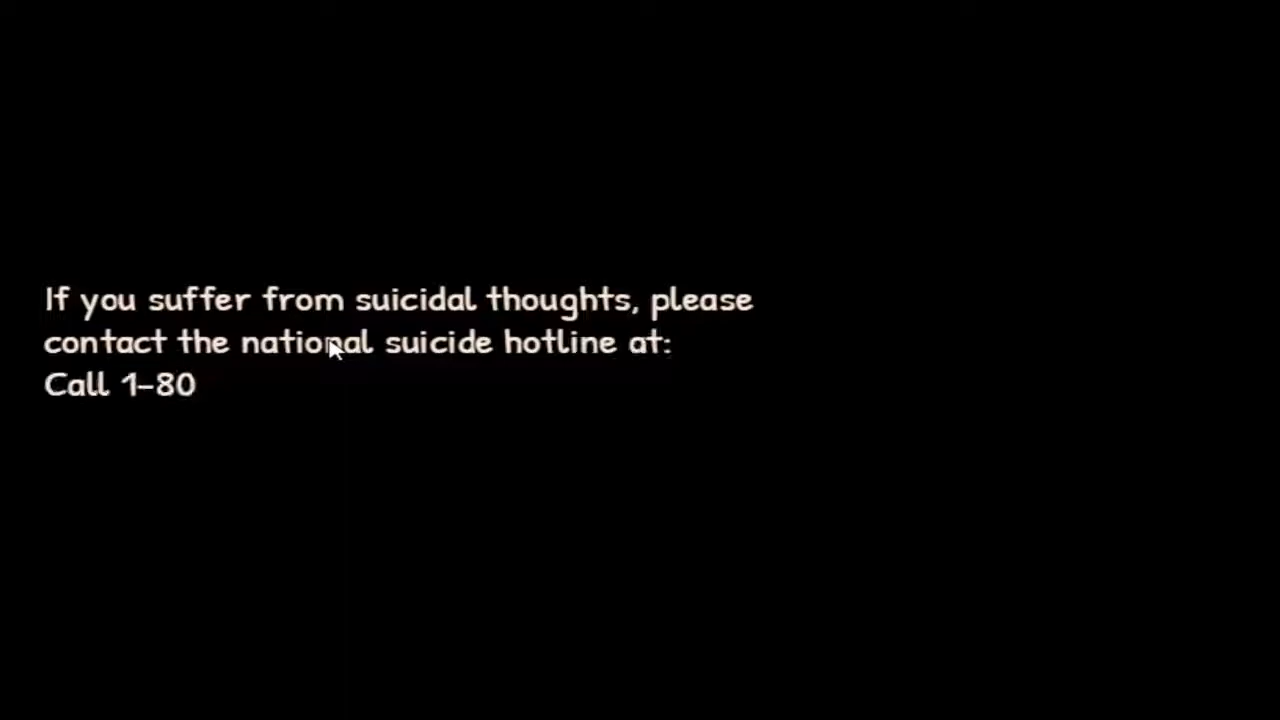 If you suffer from suicidal thoughts, please
contact the national suicide hotline at:
Call 1-80